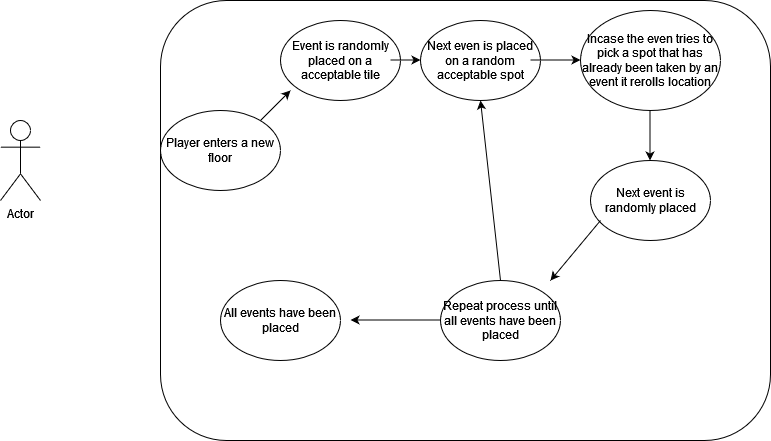 Event is randomly
placed on a
acceptable tile
Next even is placed
on a random
acceptable spot
Incase the even tries to
pick a spot that has
already been taken by an
event it rerolls location
Player enters a new
floor
Actor
Next event is
randomly placed
All events have been
placed
Repeat process until
all events have been
placed